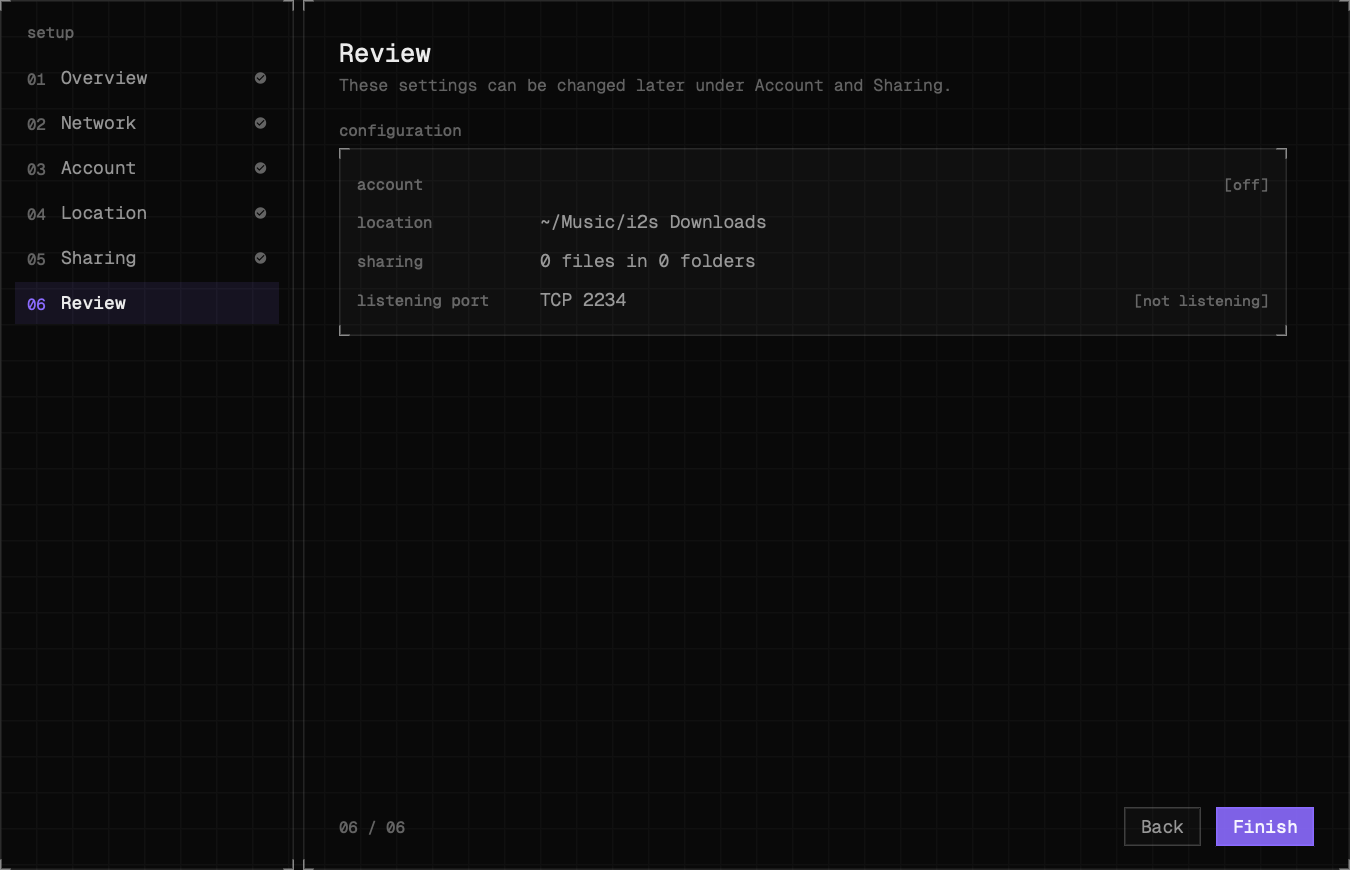 setup
01 Overview
02 Network
03 Account
04 Location
05 Sharing
06 Review
Review
These settings can be changed later under Account and Sharing.
configuration
account [off]
location ~/Music/i2s Downloads
sharing 0 files in 0 folders
listening port TCP 2234 [not listening]
06 / 06
Back
Finish